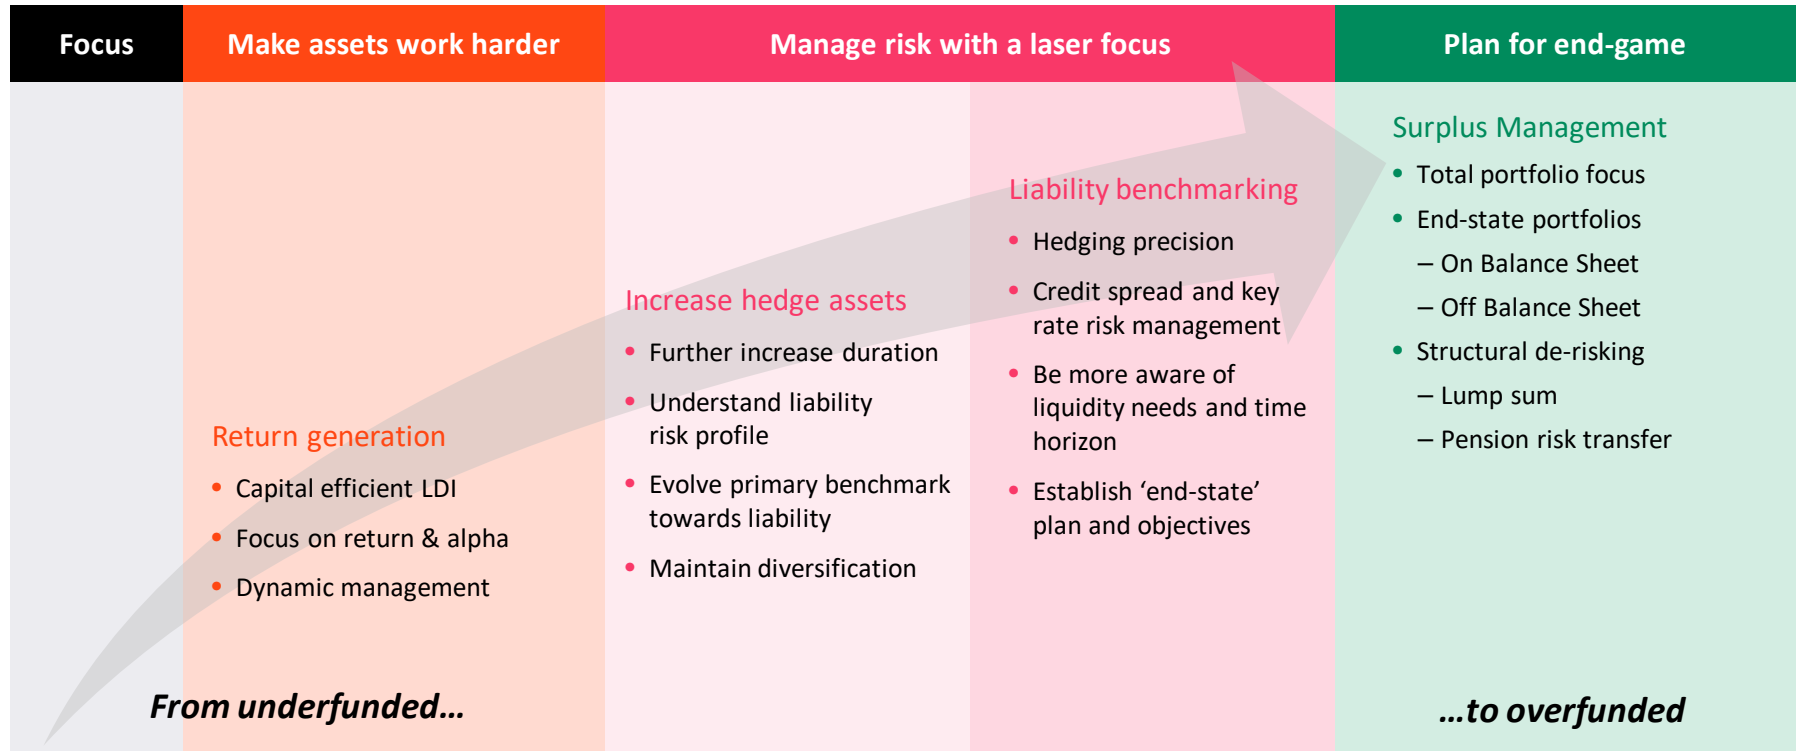 Focus
Make assets work harder
Manage risk with a laser focus
Plan for end-game
Return generation
• Capital efficient LDI
• Focus on return & alpha
• Dynamic management
Increase hedge assets
• Further increase duration
• Understand liability
risk profile
• Evolve primary benchmark
towards liability
• Maintain diversification
Liability benchmarking
• Hedging precision
• Credit spread and key
rate risk management
• Be more aware of
liquidity needs and time
horizon
• Establish ‘end-state’
plan and objectives
Surplus Management
• Total portfolio focus
• End-state portfolios
– On Balance Sheet
– Off Balance Sheet
• Structural de-risking
– Lump sum
– Pension risk transfer
From underfunded…
…to overfunded